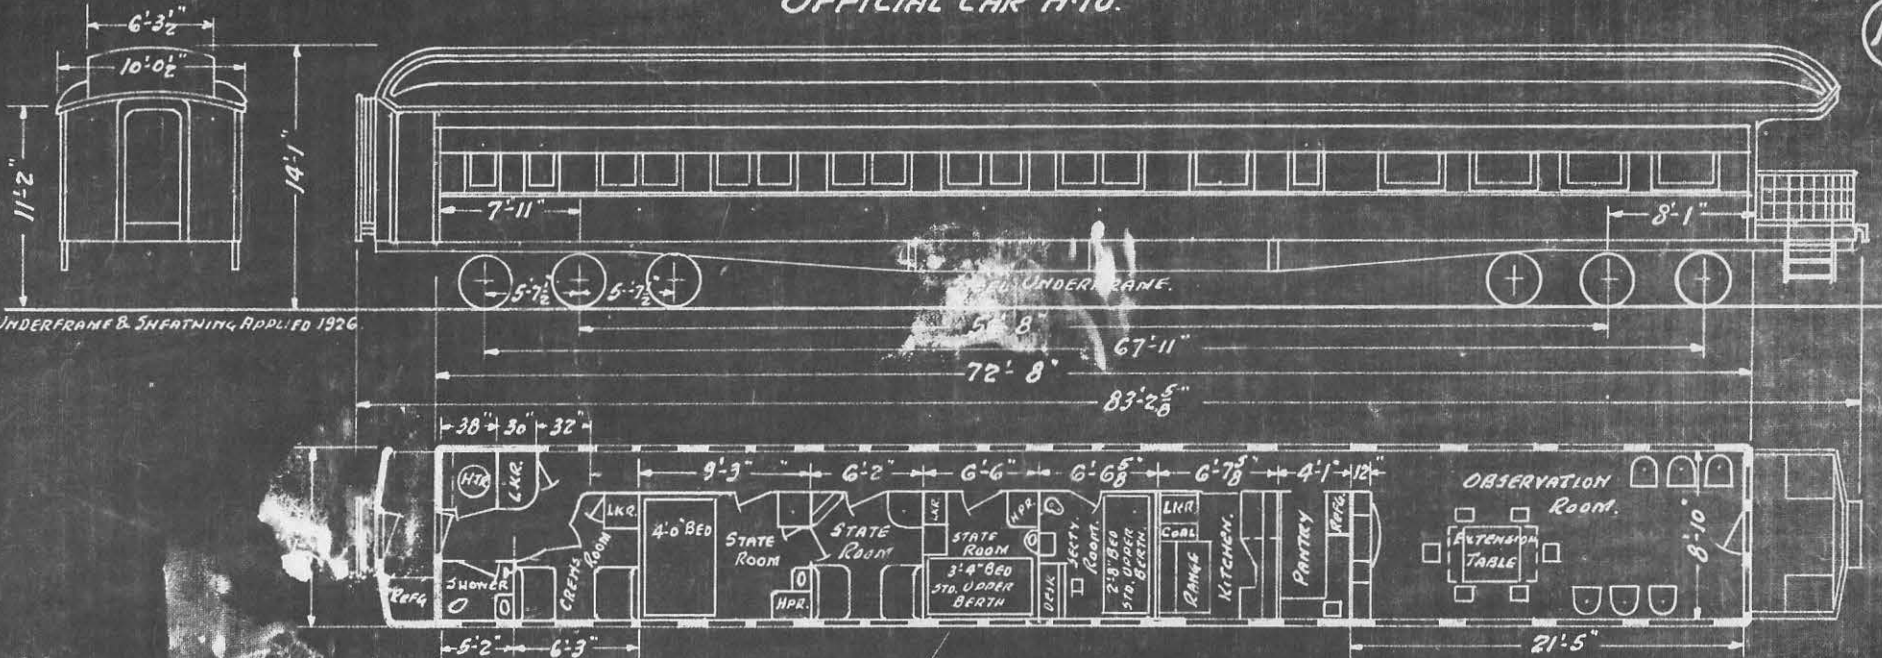 OFFICIAL CAR A-10.
6'-3½"
10'-0½"
11'-2"
14'-1"
7'-11"
8'-1"
5'-7½" 5'-7½"
UNDERFRAME.
UNDERFRAME & SHEATHING APPLIED 1926
8"
67'-11"
72'-8"
83'-2⅝"
38" 30" 32"
9'-3" 6'-2" 6'-6" 6'-6⅝" 6'-7⅝" 4'-1" 12"
HTR
LKR.
SHOWER
REFG
CREWS ROOM
LKR.
4'-0" BED
STATE
ROOM
HPR.
STATE
ROOM
LKR
HPR.
STATE
ROOM
3'-4" BED
STD. UPPER
BERTH
SECTY.
ROOM.
DESK
2'-8" BED
STD. UPPER
BERTH.
LKR
COAL
RANGE
KITCHEN.
PANTRY
REFG.
OBSERVATION
ROOM.
EXTENSION
TABLE
8'-10"
5'-2" 6'-3"
21'-5"